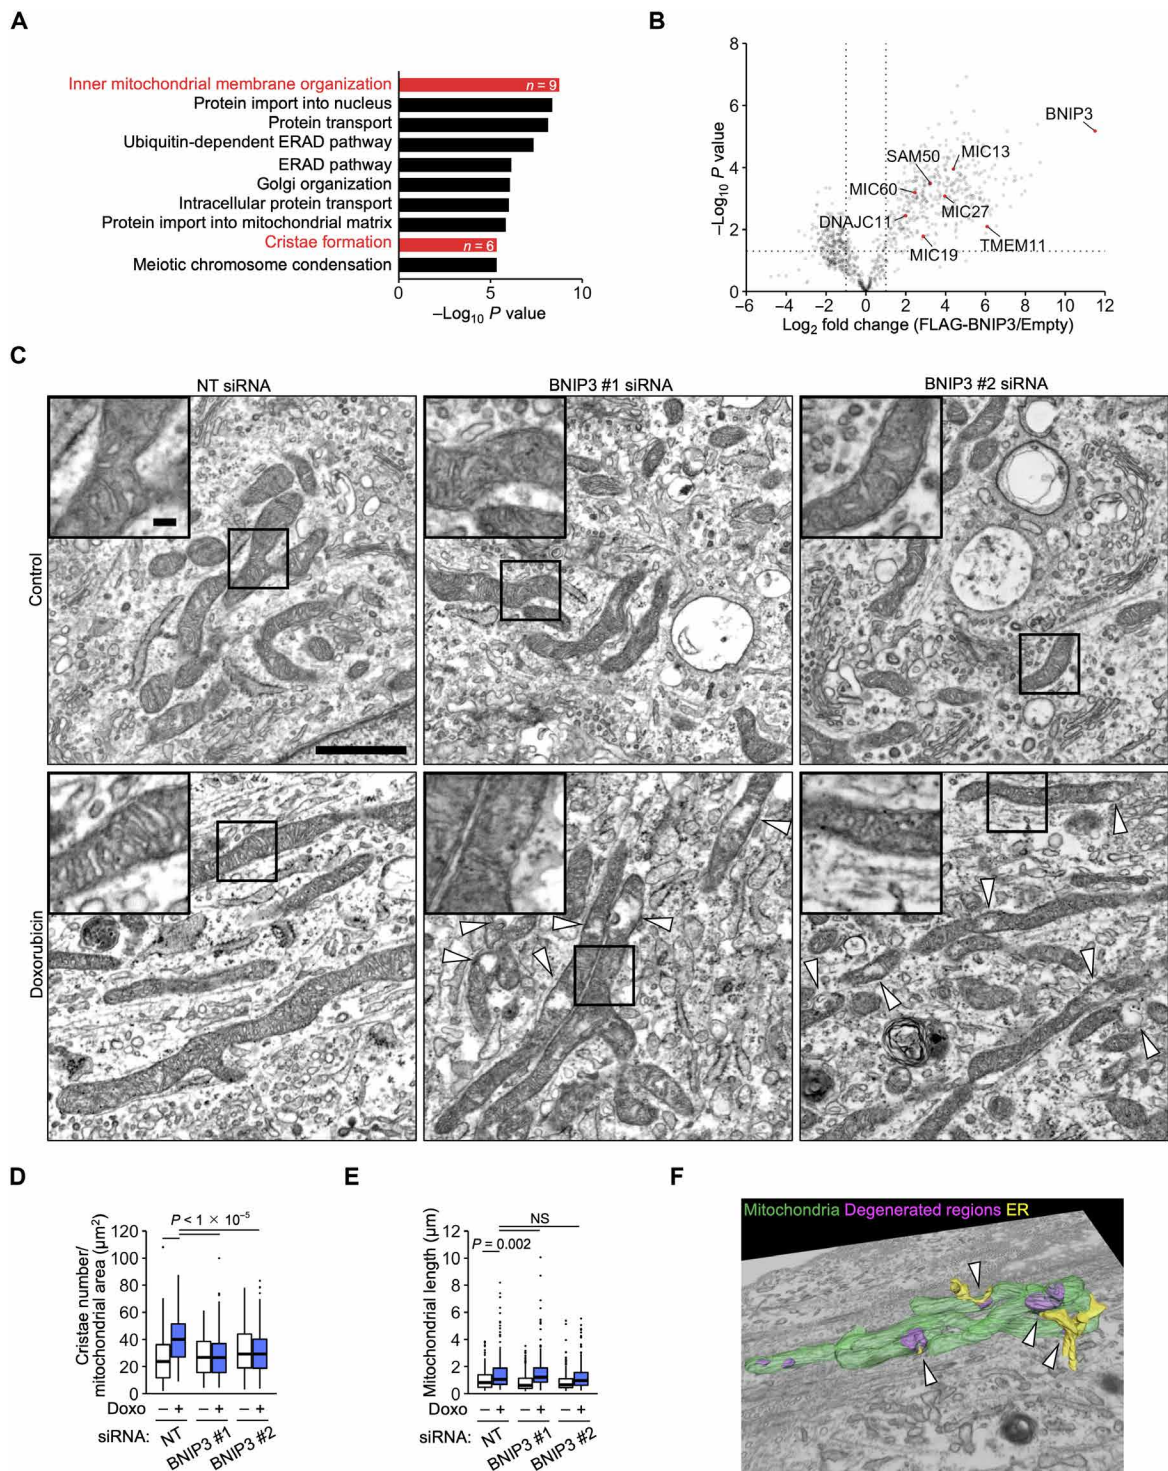 A
Inner mitochondrial membrane organization
n = 9
Protein import into nucleus
Protein transport
Ubiquitin-dependent ERAD pathway
ERAD pathway
Golgi organization
Intracellular protein transport
Protein import into mitochondrial matrix
Cristae formation
n = 6
Meiotic chromosome condensation
0 5 10
–Log10 P value
B
8
6
4
2
0
–Log10 P value
BNIP3
SAM50
MIC13
MIC60
MIC27
DNAJC11
MIC19
TMEM11
–6 –4 –2 0 2 4 6 8 10 12
Log2 fold change (FLAG-BNIP3/Empty)
C
NT siRNA
BNIP3 #1 siRNA
BNIP3 #2 siRNA
Control
Doxorubicin
D
P < 1 × 10⁻⁵
120
100
80
60
40
20
0
Cristae number/
mitochondrial area (μm²)
Doxo – + – + – +
siRNA: NT BNIP3 #1 BNIP3 #2
E
NS
P = 0.002
12
10
8
6
4
2
0
Mitochondrial length (μm)
Doxo – + – + – +
siRNA: NT BNIP3 #1 BNIP3 #2
F
Mitochondria Degenerated regions ER